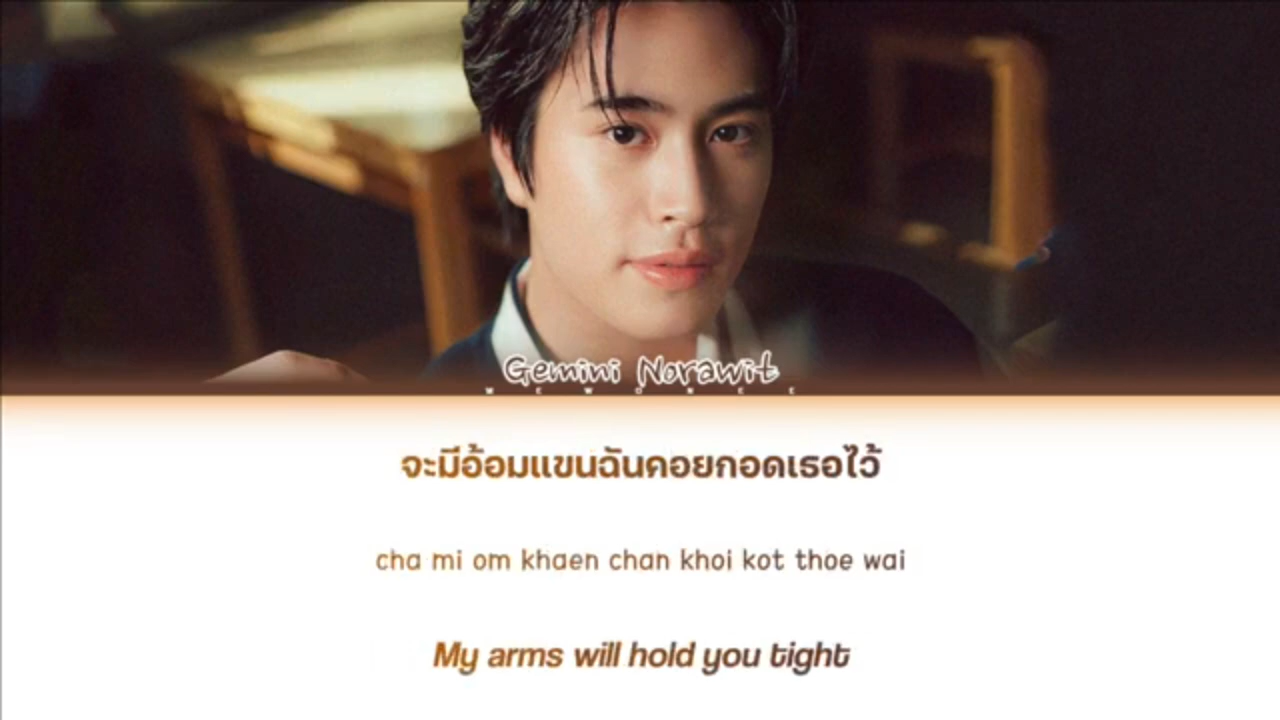 Gemini Norawit
จะมีอ้อมแขนฉันคอยกอดเธอไว้
cha mi om khaen chan khoi kot thoe wai
My arms will hold you tight